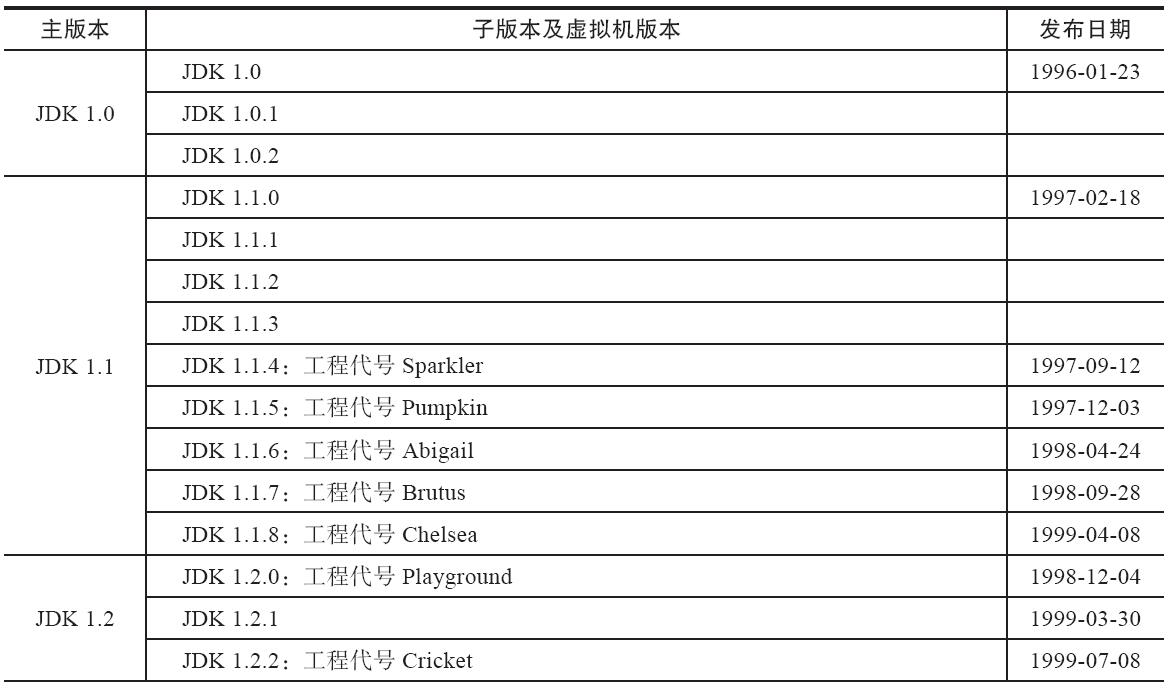 主版本 子版本及虚拟机版本 发布日期
JDK 1.0
JDK 1.0 1996-01-23
JDK 1.0.1
JDK 1.0.2
JDK 1.1
JDK 1.1.0 1997-02-18
JDK 1.1.1
JDK 1.1.2
JDK 1.1.3
JDK 1.1.4：工程代号 Sparkler 1997-09-12
JDK 1.1.5：工程代号 Pumpkin 1997-12-03
JDK 1.1.6：工程代号 Abigail 1998-04-24
JDK 1.1.7：工程代号 Brutus 1998-09-28
JDK 1.1.8：工程代号 Chelsea 1999-04-08
JDK 1.2
JDK 1.2.0：工程代号 Playground 1998-12-04
JDK 1.2.1 1999-03-30
JDK 1.2.2：工程代号 Cricket 1999-07-08